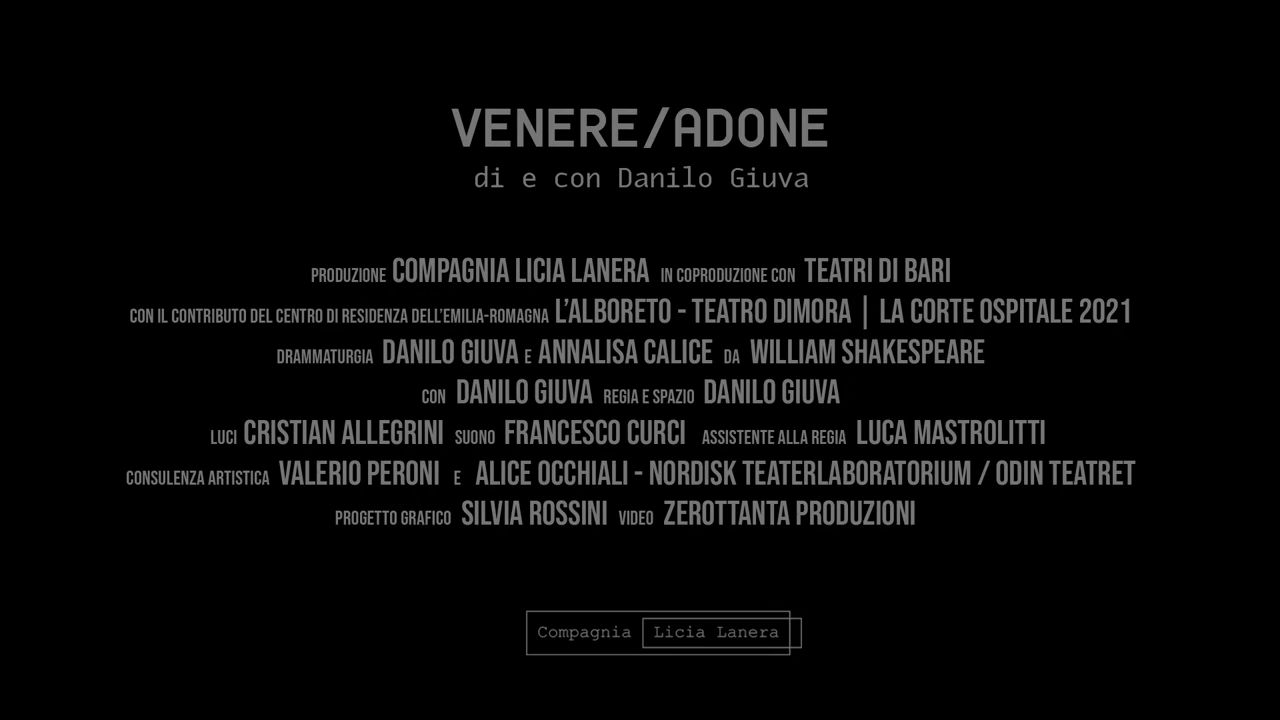 VENERE/ADONE
di e con Danilo Giuva
PRODUZIONE COMPAGNIA LICIA LANERA IN COPRODUZIONE CON TEATRI DI BARI
CON IL CONTRIBUTO DEL CENTRO DI RESIDENZA DELL'EMILIA-ROMAGNA L'ALBORETO - TEATRO DIMORA | LA CORTE OSPITALE 2021
DRAMMATURGIA DANILO GIUVA E ANNALISA CALICE DA WILLIAM SHAKESPEARE
CON DANILO GIUVA REGIA E SPAZIO DANILO GIUVA
LUCI CRISTIAN ALLEGRINI SUONO FRANCESCO CURCI ASSISTENTE ALLA REGIA LUCA MASTROLITTI
CONSULENZA ARTISTICA VALERIO PERONI E ALICE OCCHIALI - NORDISK TEATERLABORATORIUM / ODIN TEATRET
PROGETTO GRAFICO SILVIA ROSSINI VIDEO ZEROTTANTA PRODUZIONI
Compagnia Licia Lanera